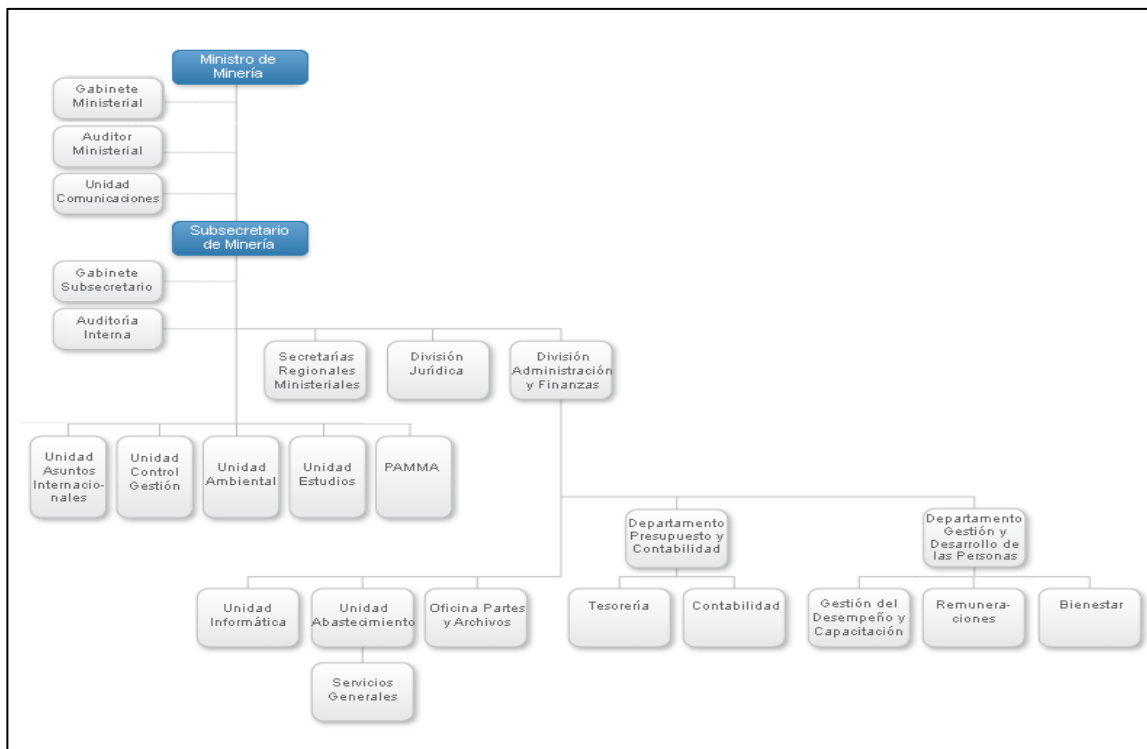 Ministro de
Minería
Gabinete
Ministerial
Auditor
Ministerial
Unidad
Comunicaciones
Subsecretario
de Minería
Gabinete
Subsecretario
Auditoría
Interna
Secretarías
Regionales
Ministeriales
División
Jurídica
División
Administración
y Finanzas
Unidad
Asuntos
Internacio-
nales
Unidad
Control
Gestión
Unidad
Ambiental
Unidad
Estudios
PAMMA
Departamento
Presupuesto y
Contabilidad
Departamento
Gestión y
Desarrollo de
las Personas
Unidad
Informática
Unidad
Abastecimiento
Oficina Partes
y Archivos
Tesorería
Contabilidad
Gestión del
Desempeño y
Capacitación
Remunera-
ciones
Bienestar
Servicios
Generales